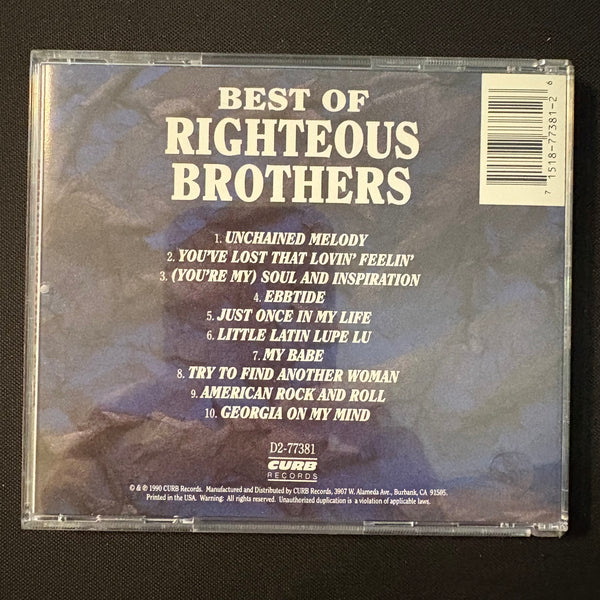 BEST OF
RIGHTEOUS
BROTHERS
1. UNCHAINED MELODY
2. YOU'VE LOST THAT LOVIN' FEELIN'
3. (YOU'RE MY) SOUL AND INSPIRATION
4. EBBTIDE
5. JUST ONCE IN MY LIFE
6. LITTLE LATIN LUPE LU
7. MY BABE
8. TRY TO FIND ANOTHER WOMAN
9. AMERICAN ROCK AND ROLL
10. GEORGIA ON MY MIND
D2-77381
CURB
RECORDS
© & ℗ 1990 CURB Records. Manufactured and Distributed by CURB Records, 3907 W. Alameda Ave., Burbank, CA 91505.
Printed in the USA. Warning: All rights reserved. Unauthorized duplication is a violation of applicable laws.
7 15187-77381-2 6